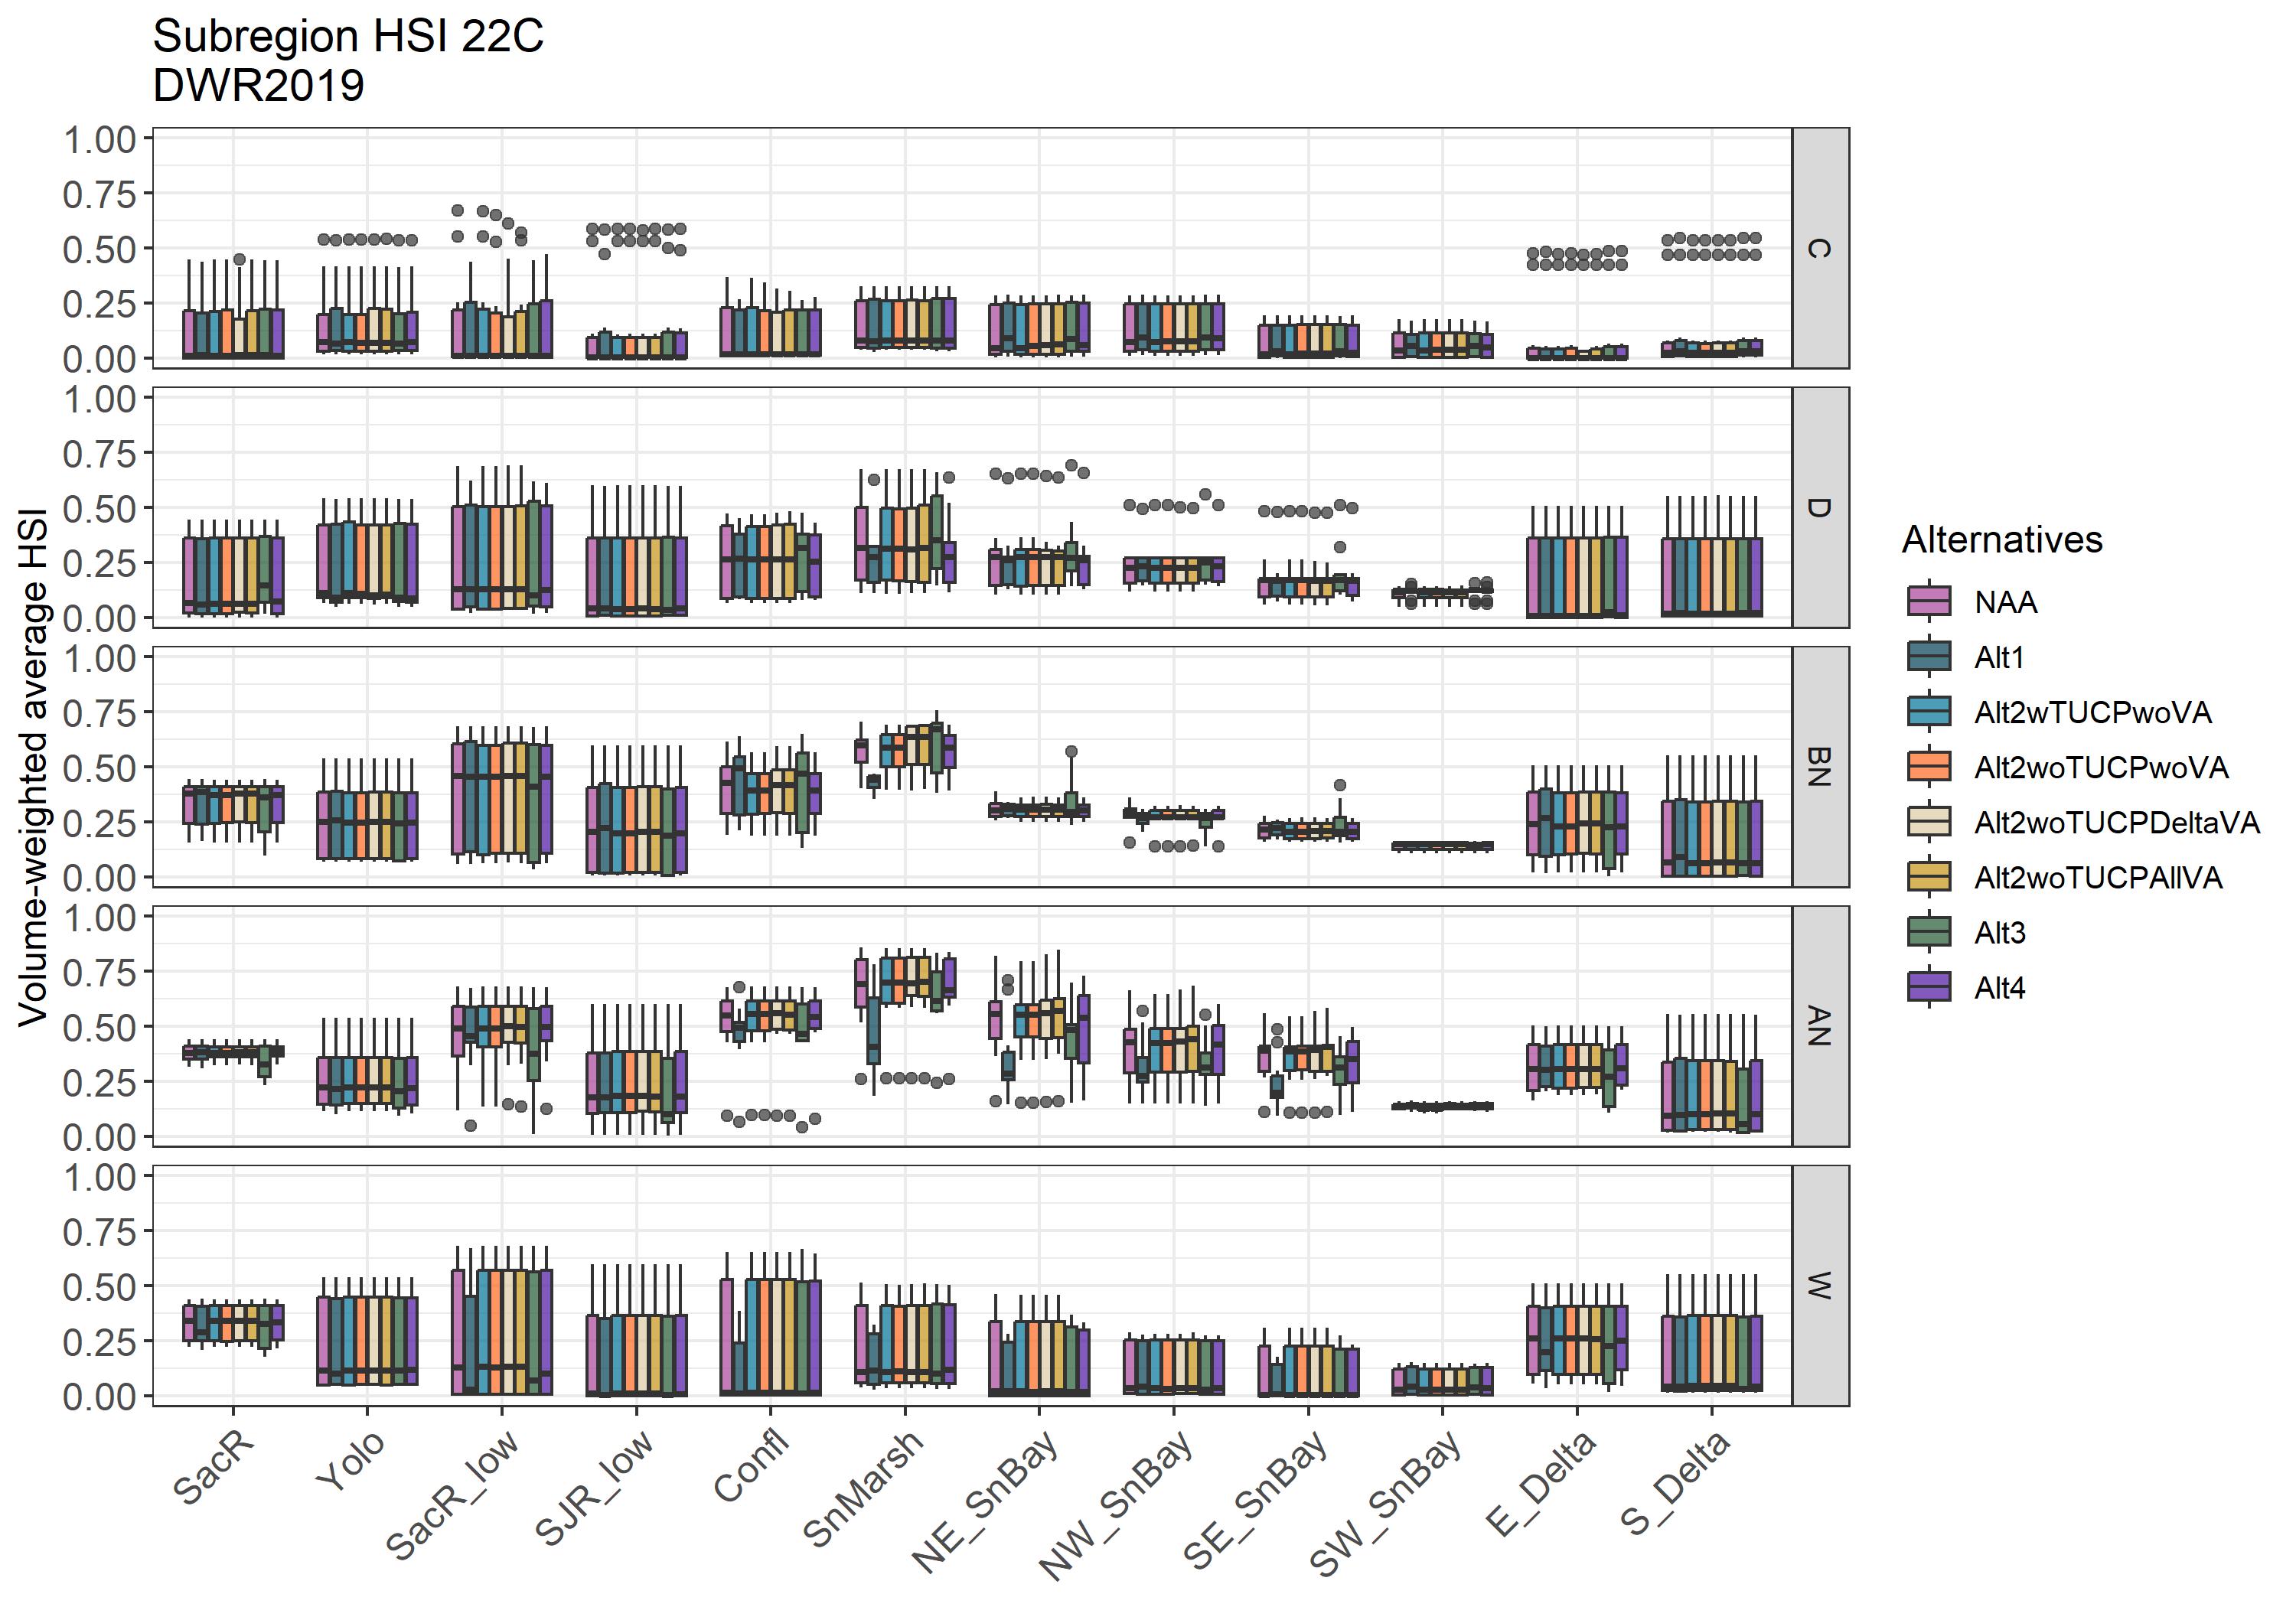 Subregion HSI 22C
DWR2019
Volume-weighted average HSI
1.00
0.75
0.50
0.25
0.00
C
1.00
0.75
0.50
0.25
0.00
D
1.00
0.75
0.50
0.25
0.00
BN
1.00
0.75
0.50
0.25
0.00
AN
1.00
0.75
0.50
0.25
0.00
W
SacR
Yolo
SacR_low
SJR_low
Confl
SnMarsh
NE_SnBay
NW_SnBay
SE_SnBay
SW_SnBay
E_Delta
S_Delta
Alternatives
NAA
Alt1
Alt2wTUCPwoVA
Alt2woTUCPwoVA
Alt2woTUCPDeltaVA
Alt2woTUCPAllVA
Alt3
Alt4